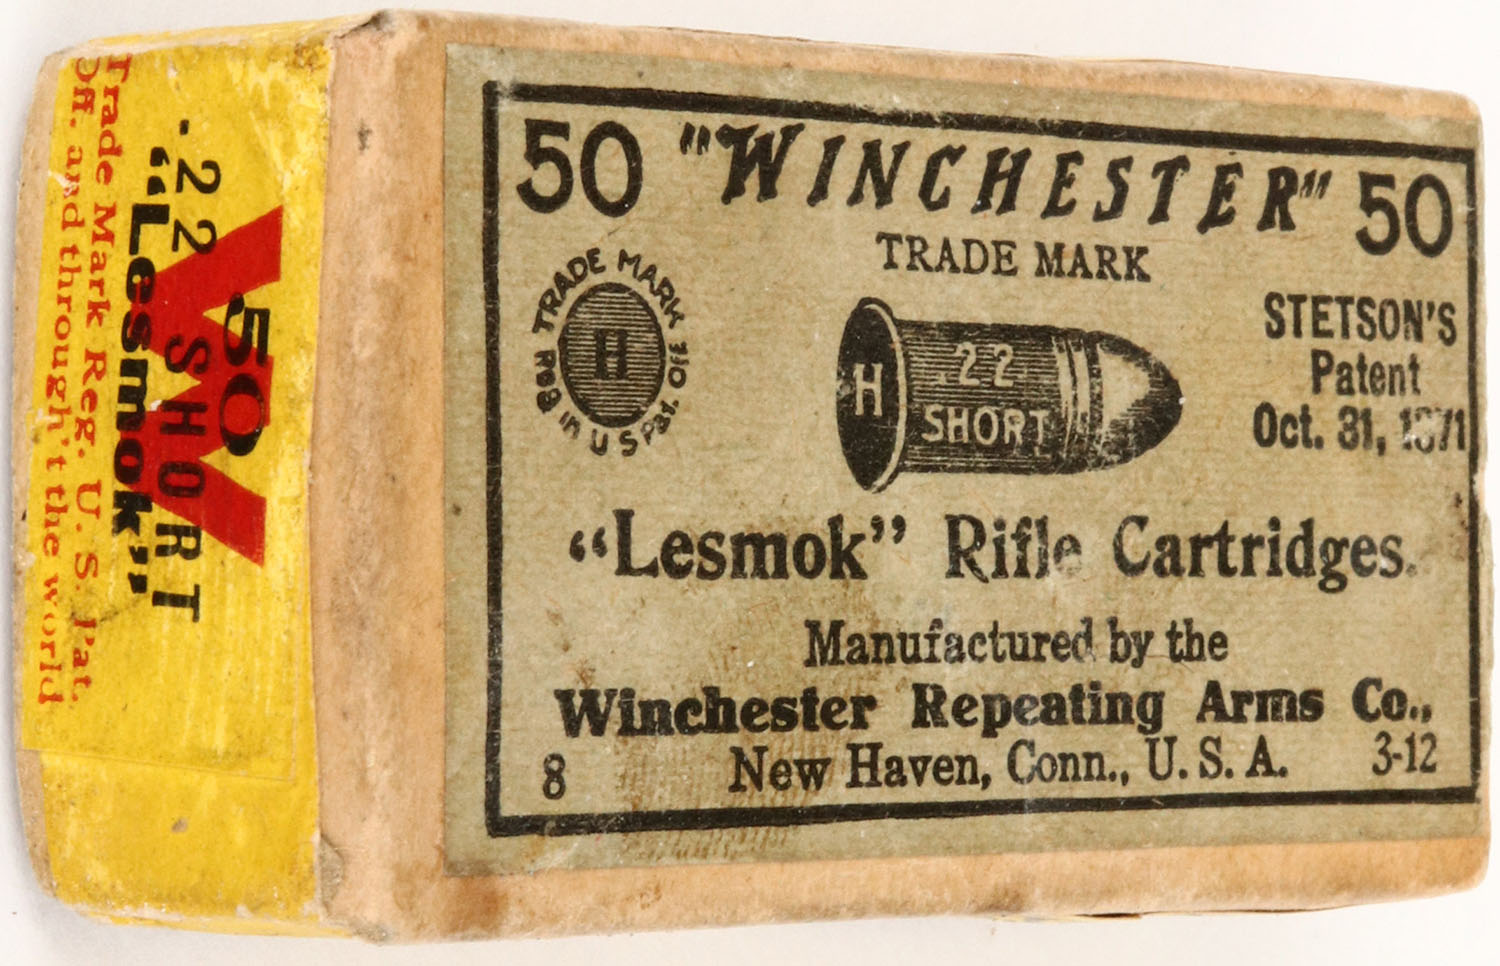 50 "WINCHESTER" 50
TRADE MARK
TRADE MARK
REG IN U S Pat. OFF
H
H
22
SHORT
STETSON'S
Patent
Oct. 31, 1871
"Lesmok" Rifle Cartridges.
Manufactured by the
Winchester Repeating Arms Co.,
8 New Haven, Conn., U.S.A. 3-12
W
50
.22 SHORT
"Lesmok"
Trade Mark Reg. U. S. Pat.
Off. and through't the world